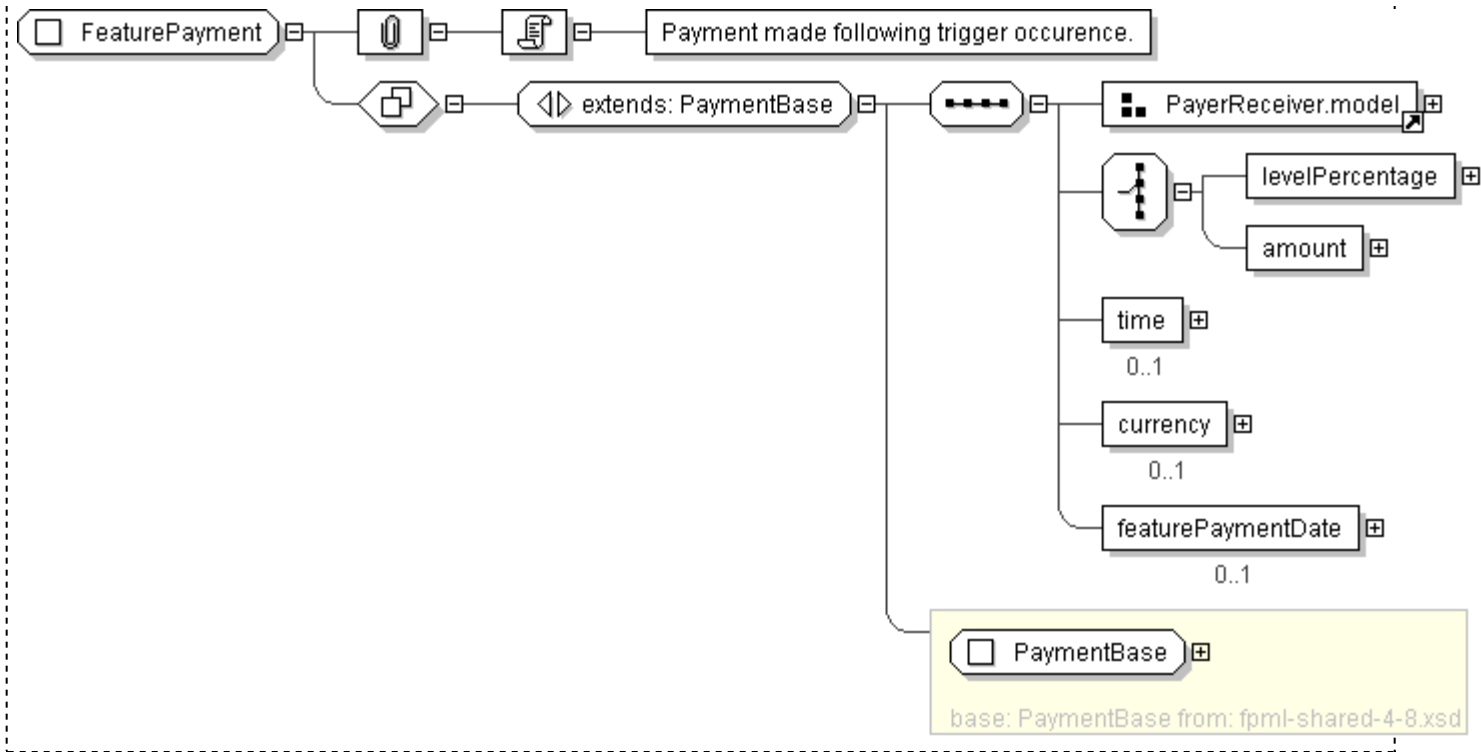 FeaturePayment
Payment made following trigger occurence.
extends: PaymentBase
PayerReceiver.model
levelPercentage
amount
time
0..1
currency
0..1
featurePaymentDate
0..1
PaymentBase
base: PaymentBase from: fpml-shared-4-8.xsd